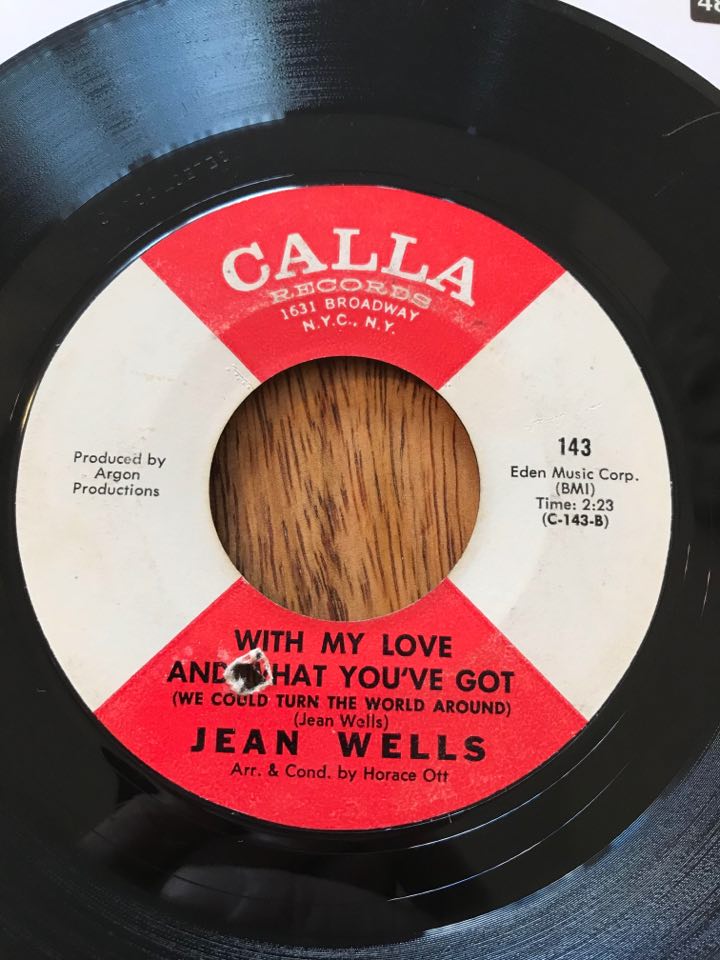 48
CALLA
RECORDS
1631 BROADWAY
N.Y.C., N.Y.
Produced by
Argon
Productions
143
Eden Music Corp.
(BMI)
Time: 2:23
(C-143-B)
WITH MY LOVE
AND WHAT YOU'VE GOT
(WE COULD TURN THE WORLD AROUND)
(Jean Wells)
JEAN WELLS
Arr. & Cond. by Horace Ott